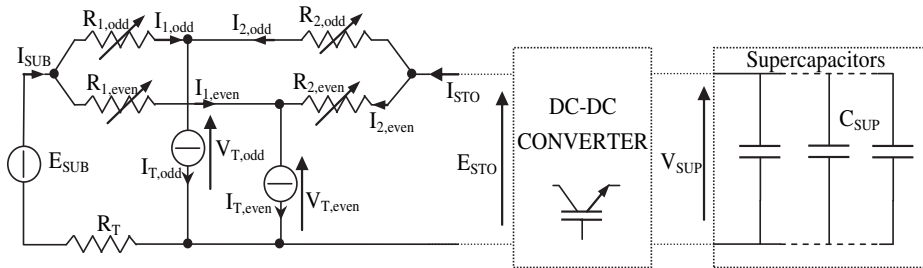 R1,odd
I1,odd
I2,odd
R2,odd
ISUB
R1,even
I1,even
R2,even
I2,even
ISTO
ESUB
VT,odd
IT,odd
IT,even
VT,even
RT
ESTO
DC-DC
CONVERTER
VSUP
Supercapacitors
CSUP